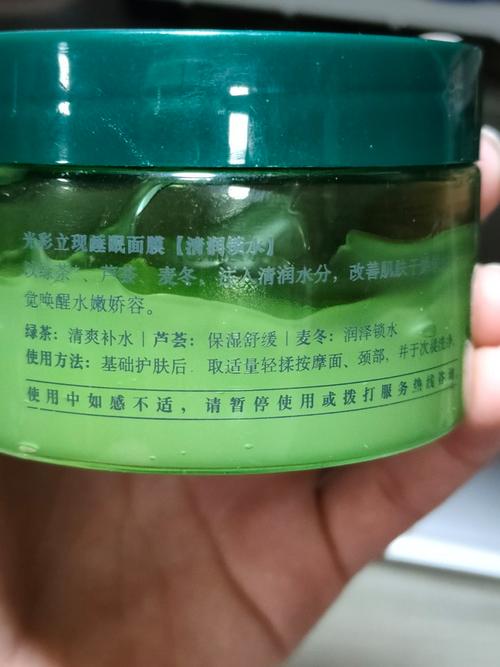 光彩立现睡眠面膜【清润锁水】
以绿茶、芦荟、麦冬,注入清润水分,改善肌肤干
觉唤醒水嫩娇容。
绿茶:清爽补水|芦荟:保湿舒缓|麦冬:润泽锁水
使用方法:基础护肤后,取适量轻揉按摩面、颈部,并于次晨洗净
使用中如感不适,请暂停使用或拨打服务热线咨询